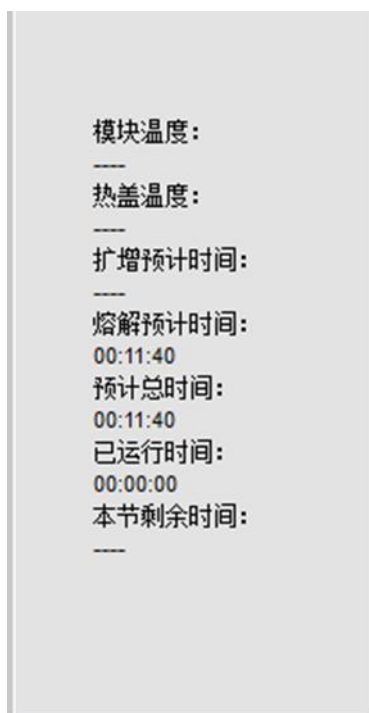 模块温度：
----
热盖温度：
----
扩增预计时间：
----
熔解预计时间：
00:11:40
预计总时间：
00:11:40
已运行时间：
00:00:00
本节剩余时间：
----